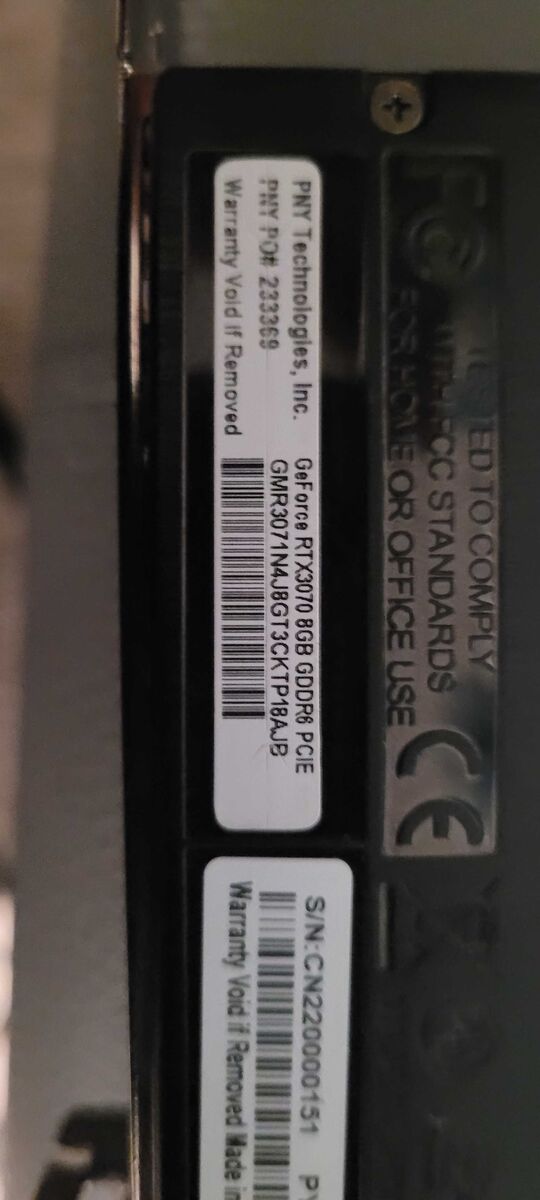 TESTED TO COMPLY
WITH FCC STANDARDS
FOR HOME OR OFFICE USE
PNY Technologies, Inc.
PNY PO# 233369
Warranty Void If Removed
GeForce RTX3070 8GB GDDR6 PCIE
GMR3071N4J8GT3CKTP18AJB
S/N:CN220000151
Warranty Void if Removed Made in